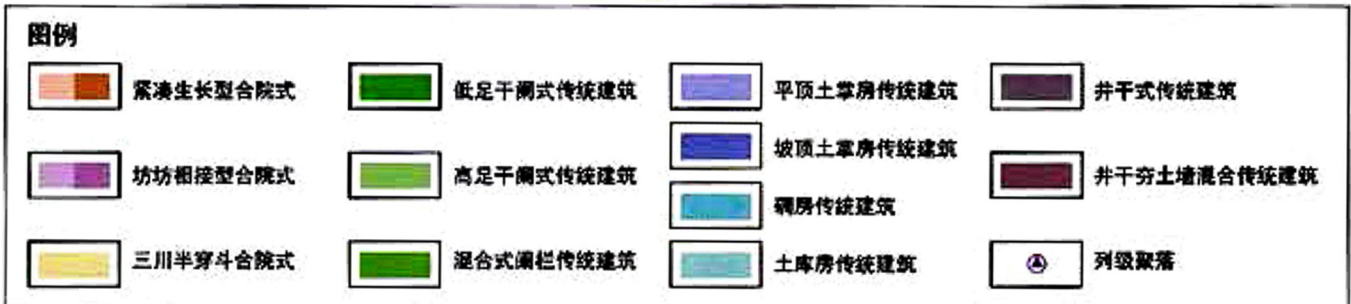 图例
紧凑生长型合院式
坊坊相接型合院式
三川半穿斗合院式
低足干阑式传统建筑
高足干阑式传统建筑
混合式阑栏传统建筑
平顶土掌房传统建筑
坡顶土掌房传统建筑
碉房传统建筑
土库房传统建筑
井干式传统建筑
井干夯土墙混合传统建筑
列级聚落